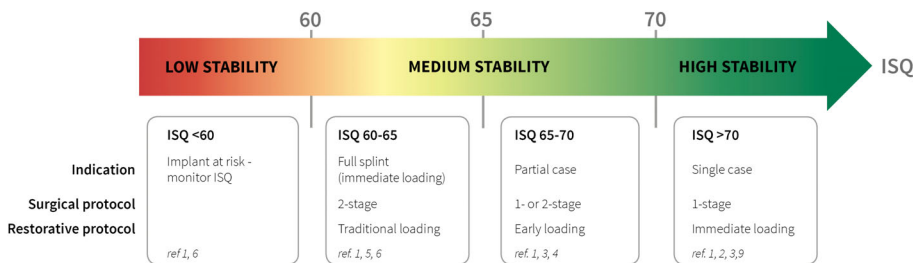 60 65 70
LOW STABILITY MEDIUM STABILITY HIGH STABILITY ISQ
ISQ <60 ISQ 60-65 ISQ 65-70 ISQ >70
Indication Implant at risk - Full splint Partial case Single case
monitor ISQ (immediate loading)
Surgical protocol 2-stage 1- or 2-stage 1-stage
Restorative protocol Traditional loading Early loading Immediate loading
ref 1, 6 ref. 1, 5, 6 ref. 1, 3, 4 ref. 1, 2, 3,9